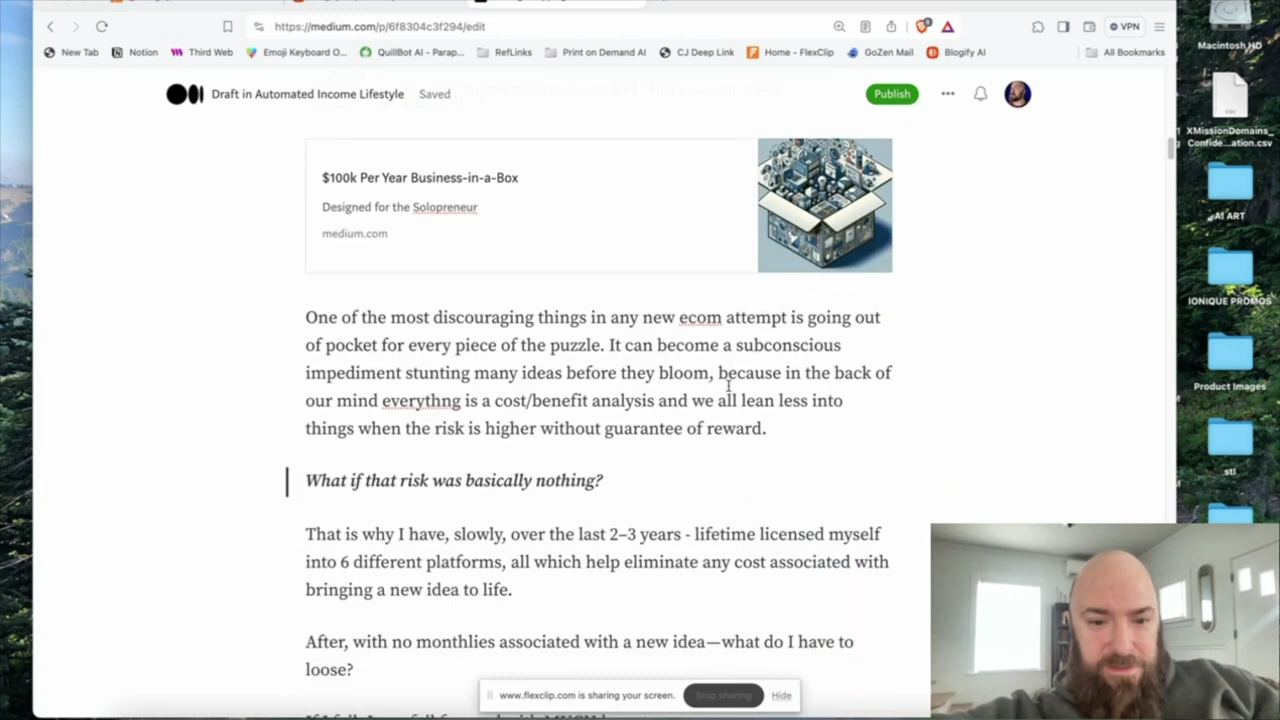 https://medium.com/p/6f8304c3f294/edit
VPN
New Tab
Notion
Third Web
Emoji Keyboard O...
QuillBot AI - Parap...
RefLinks
Print on Demand AI
CJ Deep Link
Home - FlexClip
GoZen Mail
Blogify AI
All Bookmarks
Draft in Automated Income Lifestyle
Saved
Publish
$100k Per Year Business-in-a-Box
Designed for the Solopreneur
medium.com
One of the most discouraging things in any new ecom attempt is going out
of pocket for every piece of the puzzle. It can become a subconscious
impediment stunting many ideas before they bloom, because in the back of
our mind everythng is a cost/benefit analysis and we all lean less into
things when the risk is higher without guarantee of reward.
What if that risk was basically nothing?
That is why I have, slowly, over the last 2–3 years - lifetime licensed myself
into 6 different platforms, all which help eliminate any cost associated with
bringing a new idea to life.
After, with no monthlies associated with a new idea—what do I have to
loose?
www.flexclip.com is sharing your screen.
Stop sharing
Hide
Macintosh HD
CSV
XMissionDomains_
Confide...ation.csv
AI ART
IONIQUE PROMOS
Product Images
stl